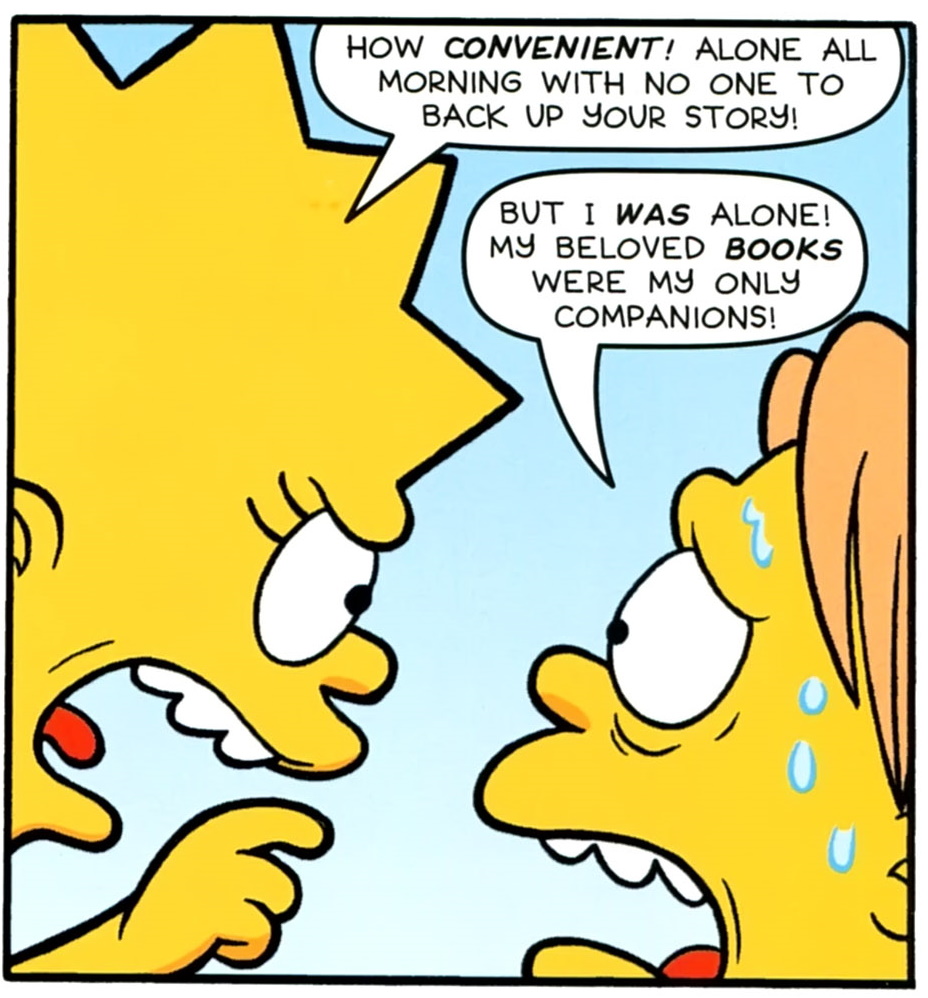 HOW CONVENIENT! ALONE ALL
MORNING WITH NO ONE TO
BACK UP YOUR STORY!
BUT I WAS ALONE!
MY BELOVED BOOKS
WERE MY ONLY
COMPANIONS!